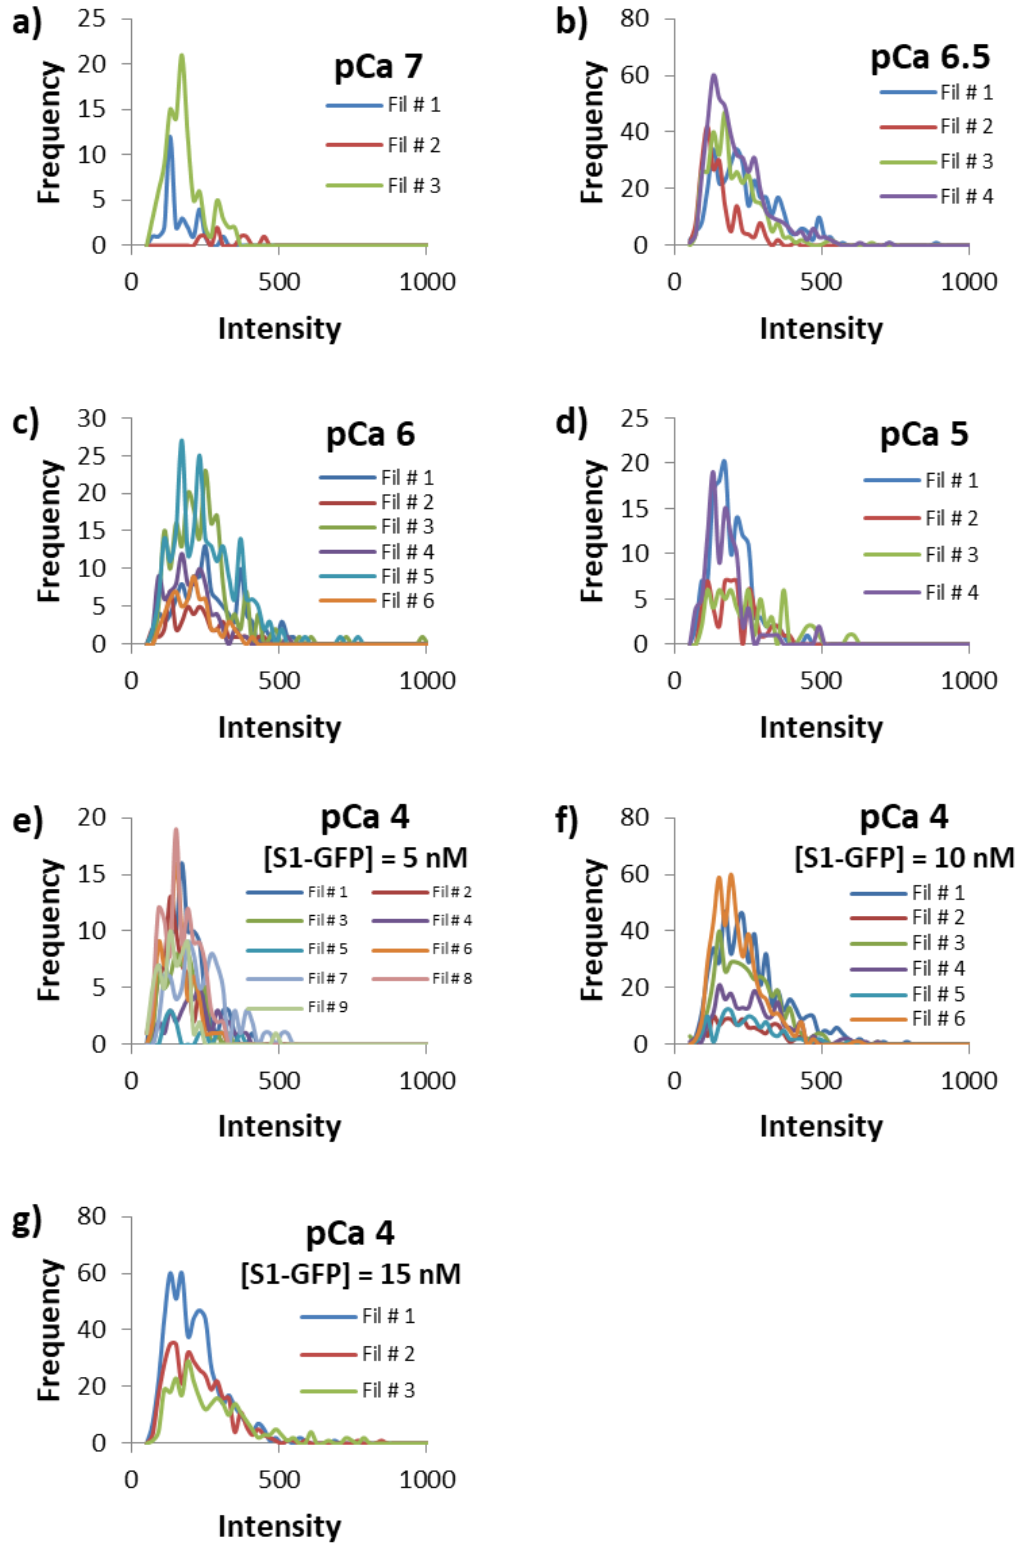 a)
pCa 7
Frequency
25
20
15
10
5
0
Fil # 1
Fil # 2
Fil # 3
0 500 1000
Intensity
b)
pCa 6.5
Frequency
80
60
40
20
0
Fil # 1
Fil # 2
Fil # 3
Fil # 4
0 500 1000
Intensity
c)
pCa 6
Frequency
30
25
20
15
10
5
0
Fil # 1
Fil # 2
Fil # 3
Fil # 4
Fil # 5
Fil # 6
0 500 1000
Intensity
d)
pCa 5
Frequency
25
20
15
10
5
0
Fil # 1
Fil # 2
Fil # 3
Fil # 4
0 500 1000
Intensity
e)
pCa 4
[S1-GFP] = 5 nM
Frequency
20
15
10
5
0
Fil # 1 Fil # 2
Fil # 3 Fil # 4
Fil # 5 Fil # 6
Fil # 7 Fil # 8
Fil # 9
0 500 1000
Intensity
f)
pCa 4
[S1-GFP] = 10 nM
Frequency
80
60
40
20
0
Fil # 1
Fil # 2
Fil # 3
Fil # 4
Fil # 5
Fil # 6
0 500 1000
Intensity
g)
pCa 4
[S1-GFP] = 15 nM
Frequency
80
60
40
20
0
Fil # 1
Fil # 2
Fil # 3
0 500 1000
Intensity